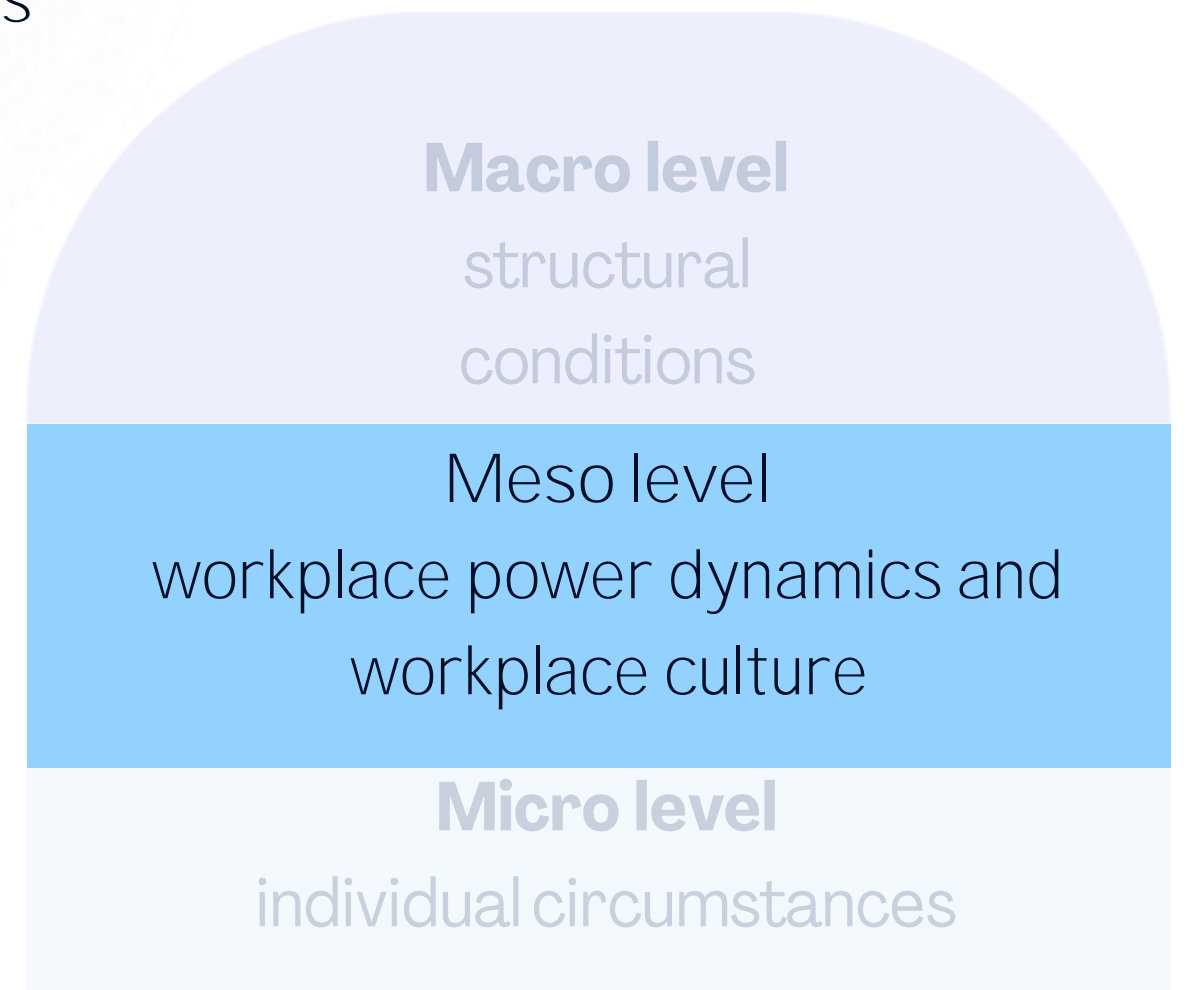 s
Macro level
structural
conditions
Meso level
workplace power dynamics and
workplace culture
Micro level
individual circumstances